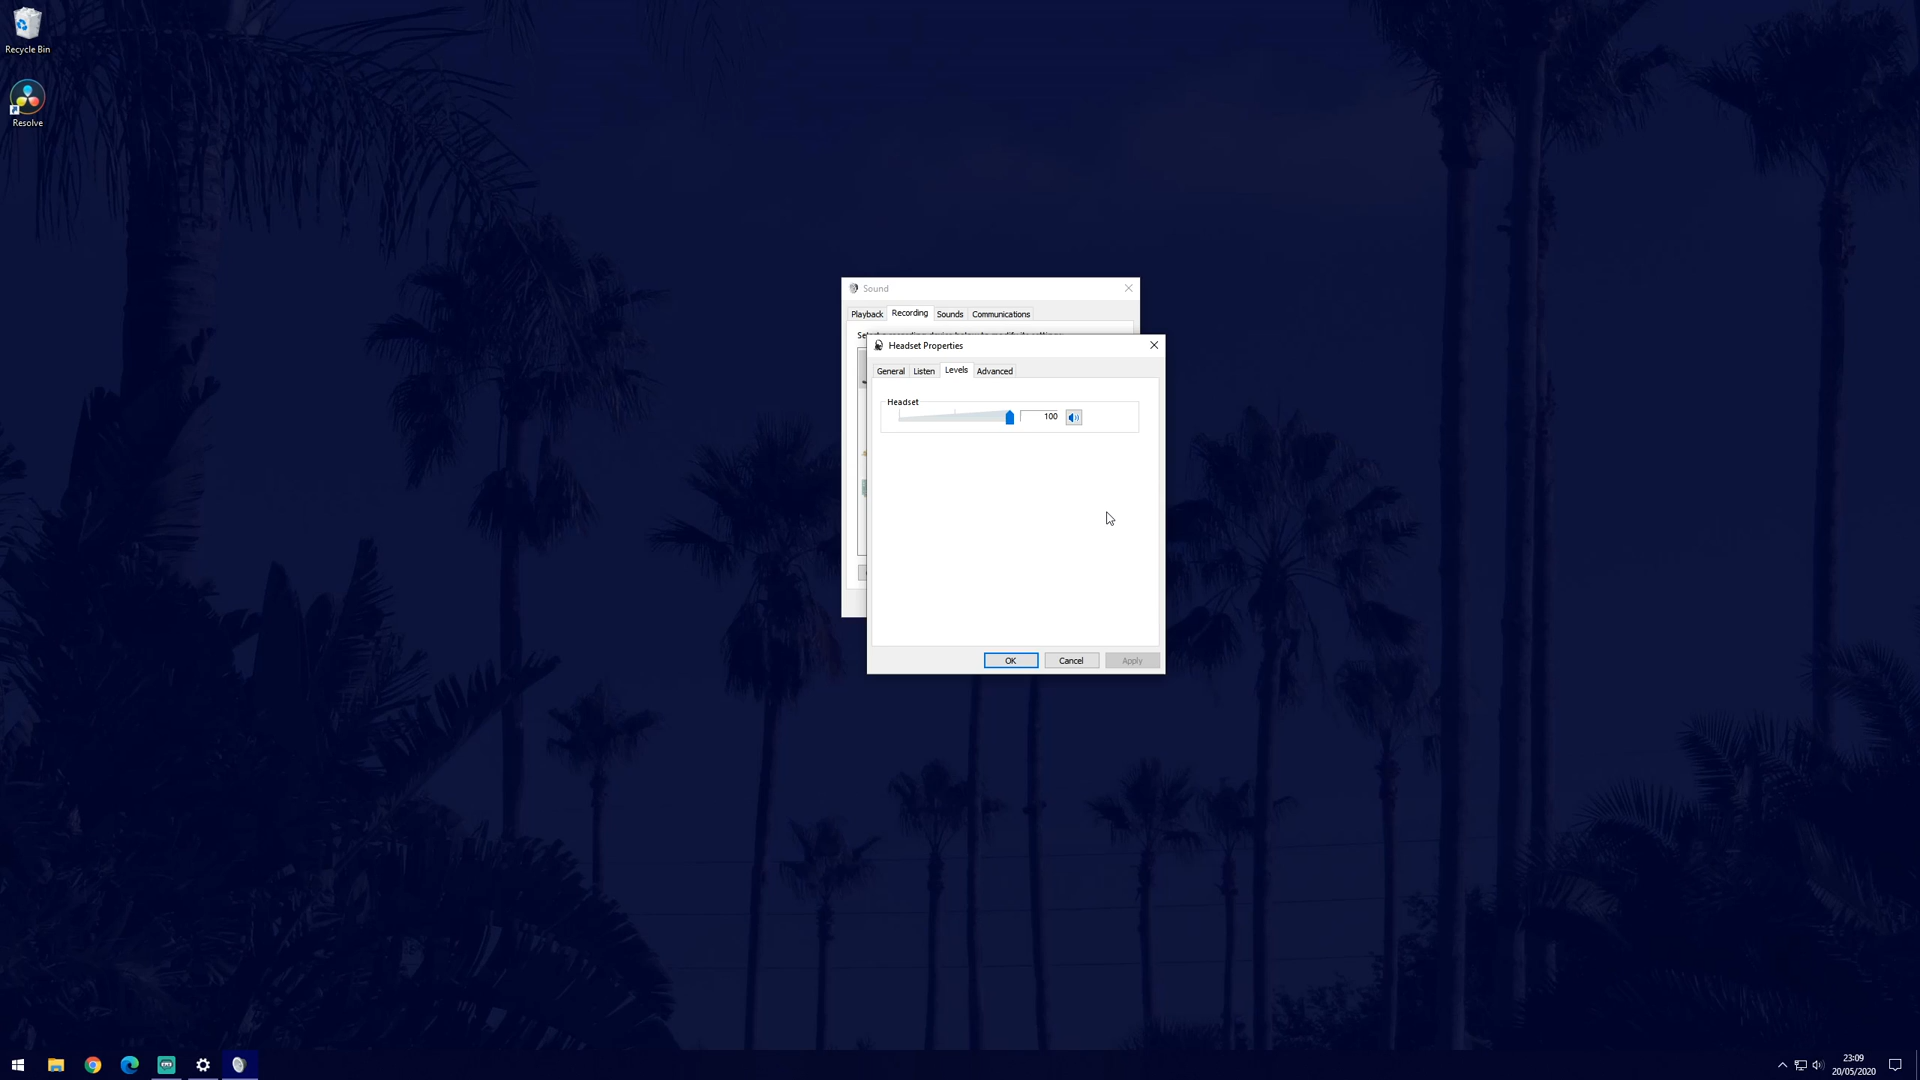 Recycle Bin
Resolve
Sound
Playback
Recording
Sounds
Communications
Headset Properties
General
Listen
Levels
Advanced
Headset
100
OK
Cancel
Apply
23:09
20/05/2020